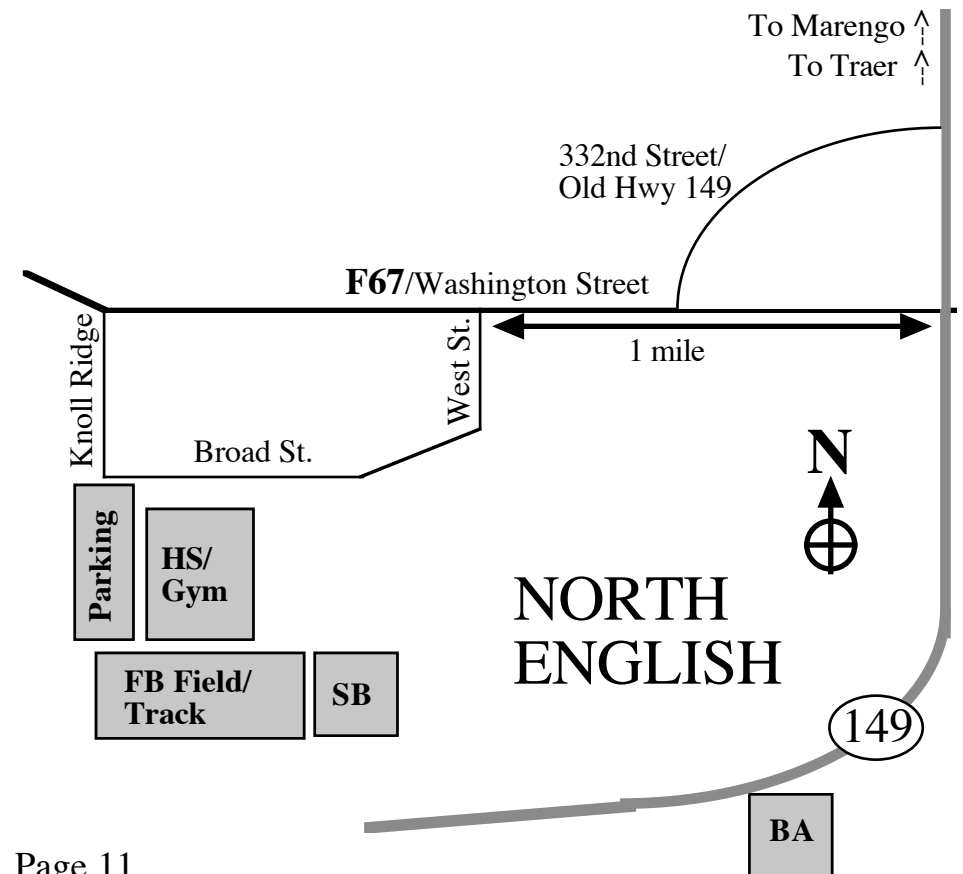 To Marengo
To Traer
332nd Street/
Old Hwy 149
F67/Washington Street
1 mile
Knoll Ridge
West St.
Broad St.
N
Parking
HS/
Gym
NORTH
ENGLISH
FB Field/
Track
SB
149
BA
Page 11